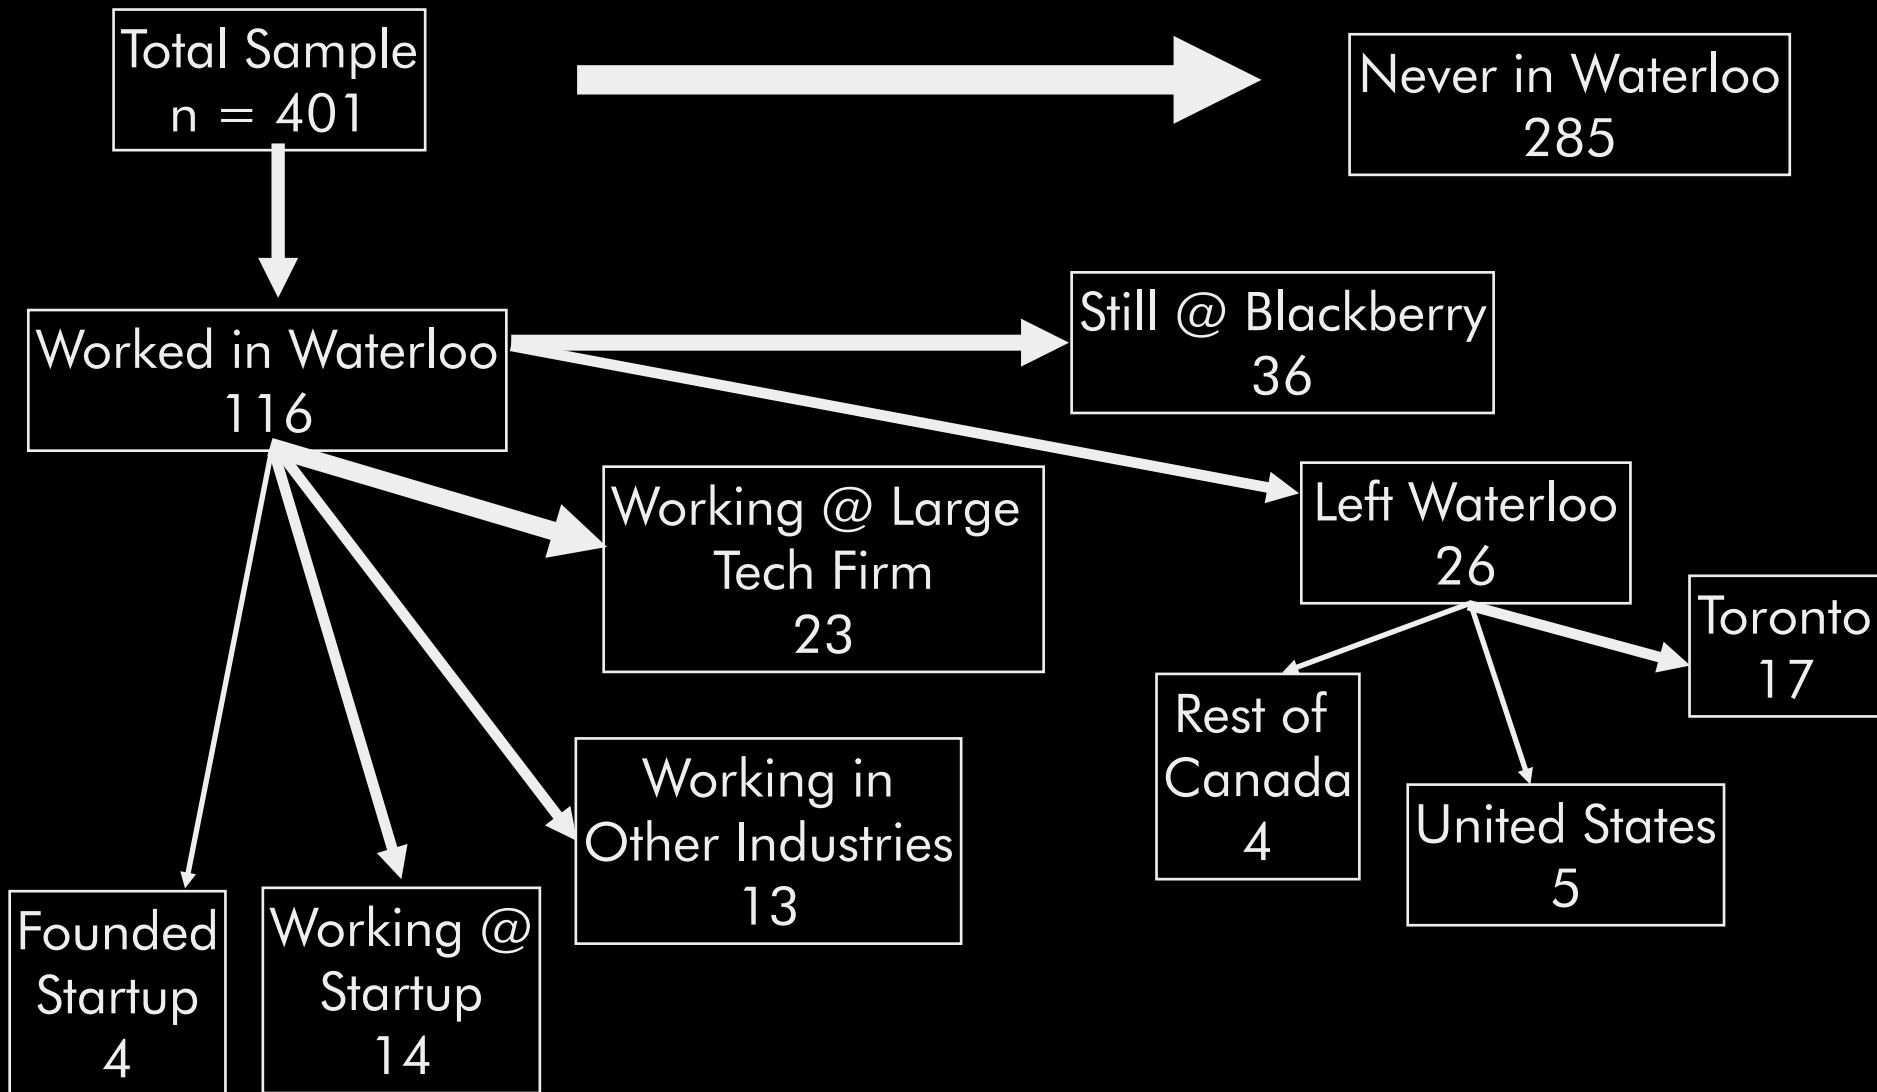 Total Sample
n = 401
Never in Waterloo
285
Worked in Waterloo
116
Still @ Blackberry
36
Working @ Large
Tech Firm
23
Left Waterloo
26
Toronto
17
Rest of
Canada
4
United States
5
Working in
Other Industries
13
Founded
Startup
4
Working @
Startup
14